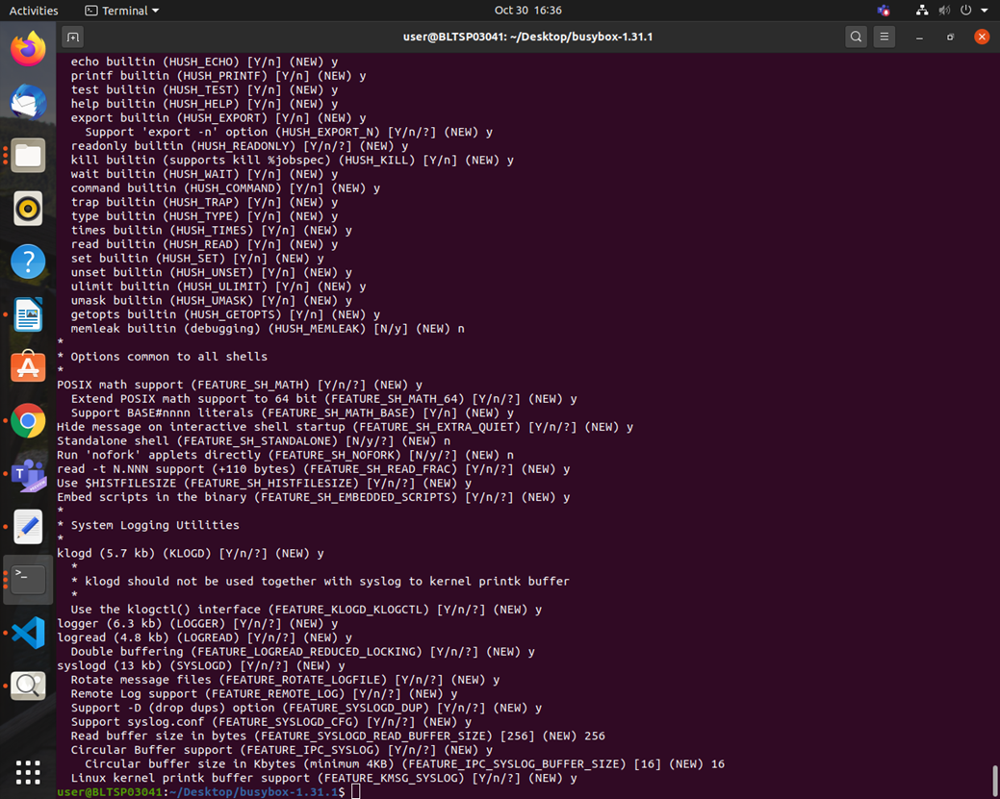 Activities
Terminal
Oct 30 16:36
user@BLTSP03041: ~/Desktop/busybox-1.31.1
echo builtin (HUSH_ECHO) [Y/n] (NEW) y
printf builtin (HUSH_PRINTF) [Y/n] (NEW) y
test builtin (HUSH_TEST) [Y/n] (NEW) y
help builtin (HUSH_HELP) [Y/n] (NEW) y
export builtin (HUSH_EXPORT) [Y/n] (NEW) y
Support 'export -n' option (HUSH_EXPORT_N) [Y/n/?] (NEW) y
readonly builtin (HUSH_READONLY) [Y/n/?] (NEW) y
kill builtin (supports kill %jobspec) (HUSH_KILL) [Y/n] (NEW) y
wait builtin (HUSH_WAIT) [Y/n] (NEW) y
command builtin (HUSH_COMMAND) [Y/n] (NEW) y
trap builtin (HUSH_TRAP) [Y/n] (NEW) y
type builtin (HUSH_TYPE) [Y/n] (NEW) y
times builtin (HUSH_TIMES) [Y/n] (NEW) y
read builtin (HUSH_READ) [Y/n] (NEW) y
set builtin (HUSH_SET) [Y/n] (NEW) y
unset builtin (HUSH_UNSET) [Y/n] (NEW) y
ulimit builtin (HUSH_ULIMIT) [Y/n] (NEW) y
umask builtin (HUSH_UMASK) [Y/n] (NEW) y
getopts builtin (HUSH_GETOPTS) [Y/n] (NEW) y
memleak builtin (debugging) (HUSH_MEMLEAK) [N/y] (NEW) n
*
* Options common to all shells
*
POSIX math support (FEATURE_SH_MATH) [Y/n/?] (NEW) y
Extend POSIX math support to 64 bit (FEATURE_SH_MATH_64) [Y/n/?] (NEW) y
Support BASE#nnnn literals (FEATURE_SH_MATH_BASE) [Y/n] (NEW) y
Hide message on interactive shell startup (FEATURE_SH_EXTRA_QUIET) [Y/n/?] (NEW) y
Standalone shell (FEATURE_SH_STANDALONE) [N/y/?] (NEW) n
Run 'nofork' applets directly (FEATURE_SH_NOFORK) [N/y/?] (NEW) n
read -t N.NNN support (+110 bytes) (FEATURE_SH_READ_FRAC) [Y/n/?] (NEW) y
Use $HISTFILESIZE (FEATURE_SH_HISTFILESIZE) [Y/n/?] (NEW) y
Embed scripts in the binary (FEATURE_SH_EMBEDDED_SCRIPTS) [Y/n/?] (NEW) y
*
* System Logging Utilities
*
klogd (5.7 kb) (KLOGD) [Y/n/?] (NEW) y
*
* klogd should not be used together with syslog to kernel printk buffer
*
Use the klogctl() interface (FEATURE_KLOGD_KLOGCTL) [Y/n/?] (NEW) y
logger (6.3 kb) (LOGGER) [Y/n/?] (NEW) y
logread (4.8 kb) (LOGREAD) [Y/n/?] (NEW) y
Double buffering (FEATURE_LOGREAD_REDUCED_LOCKING) [Y/n/?] (NEW) y
syslogd (13 kb) (SYSLOGD) [Y/n/?] (NEW) y
Rotate message files (FEATURE_ROTATE_LOGFILE) [Y/n/?] (NEW) y
Remote Log support (FEATURE_REMOTE_LOG) [Y/n/?] (NEW) y
Support -D (drop dups) option (FEATURE_SYSLOGD_DUP) [Y/n/?] (NEW) y
Support syslog.conf (FEATURE_SYSLOGD_CFG) [Y/n/?] (NEW) y
Read buffer size in bytes (FEATURE_SYSLOGD_READ_BUFFER_SIZE) [256] (NEW) 256
Circular Buffer support (FEATURE_IPC_SYSLOG) [Y/n/?] (NEW) y
Circular buffer size in Kbytes (minimum 4KB) (FEATURE_IPC_SYSLOG_BUFFER_SIZE) [16] (NEW) 16
Linux kernel printk buffer support (FEATURE_KMSG_SYSLOG) [Y/n/?] (NEW) y
user@BLTSP03041:~/Desktop/busybox-1.31.1$